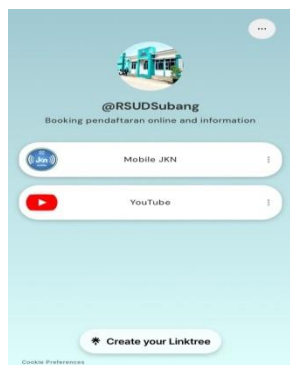 @RSUDSubang
Booking pendaftaran online and information
Mobile JKN
YouTube
Create your Linktree
Cookie Preferences